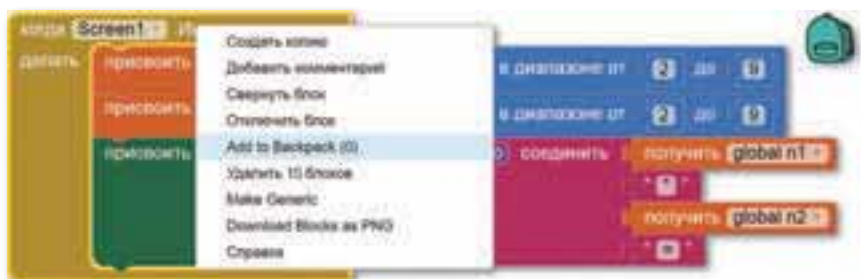 когда Screen1 И
делать присвоить в диапазоне от 2 до 9
присвоить в диапазоне от 2 до 9
присвоить соединить получить global n1
" * "
получить global n2
" = "
Создать копию
Добавить комментарий
Свернуть блок
Отключить блок
Add to Backpack (0)
Удалить 15 блоков
Make Generic
Download Blocks as PNG
Справка